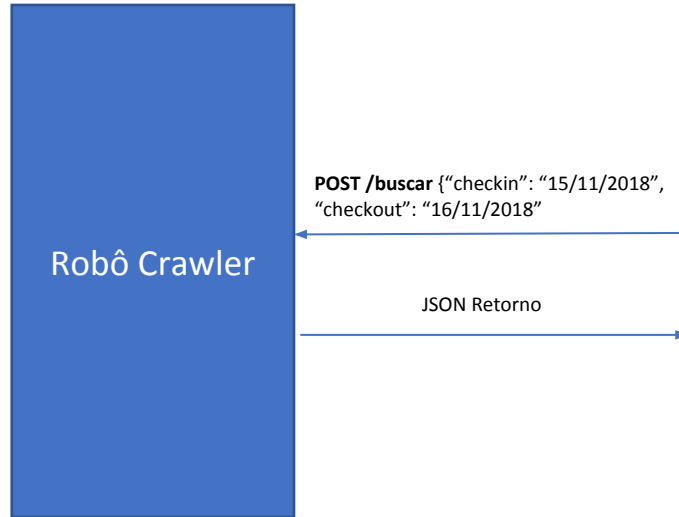 POST /buscar {“checkin”: “15/11/2018”,
“checkout”: “16/11/2018”
Robô Crawler
JSON Retorno